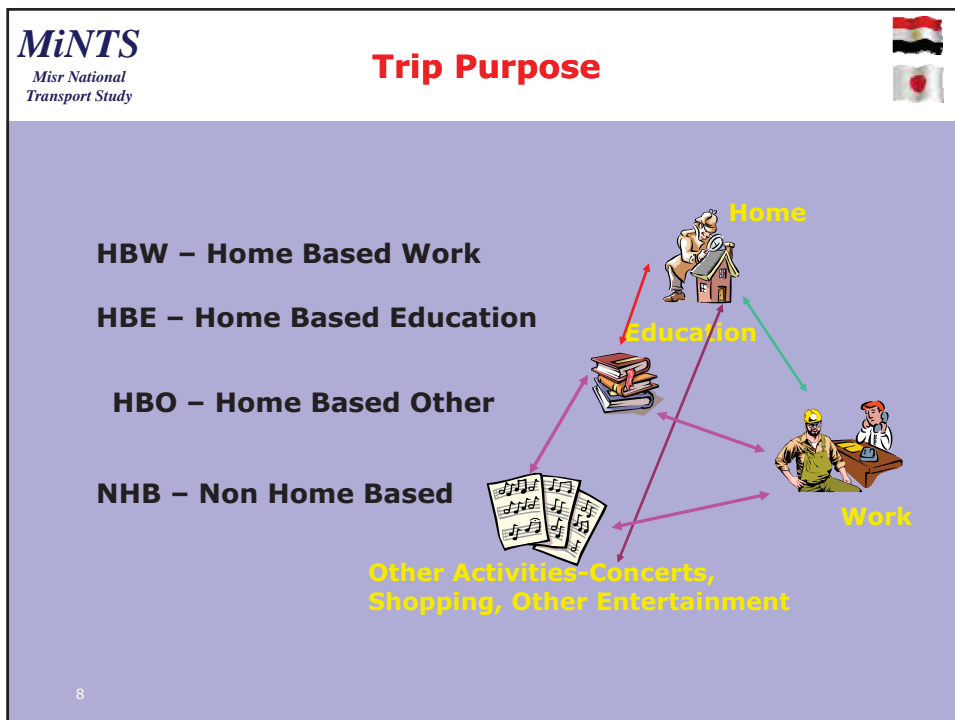 MiNTS
Misr National
Transport Study
Trip Purpose
Home
HBW – Home Based Work
HBE – Home Based Education
Education
HBO – Home Based Other
NHB – Non Home Based
Work
Other Activities-Concerts,
Shopping, Other Entertainment
8